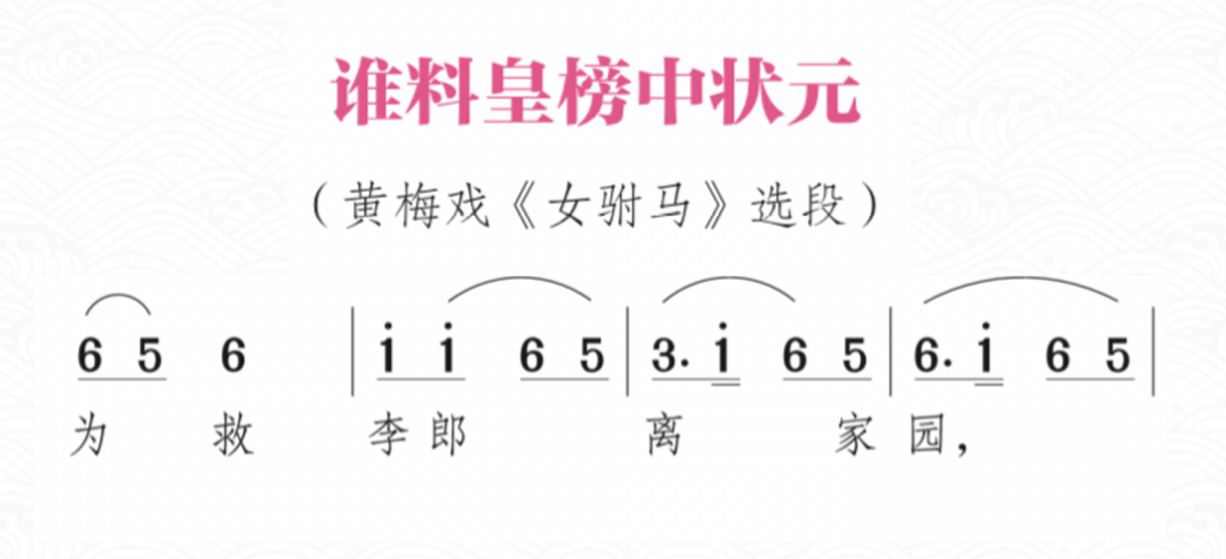 谁料皇榜中状元
（黄梅戏《女驸马》选段）
6 5 6 | i i 6 5 | 3. i 6 5 | 6. i 6 5 |
为 救 李 郎 离 家 园，